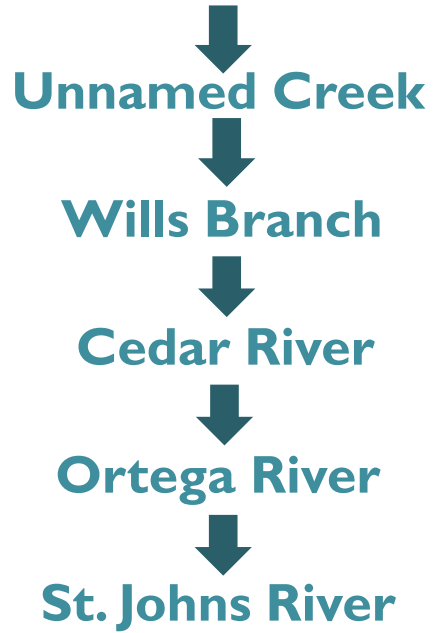 Unnamed Creek
Wills Branch
Cedar River
Ortega River
St. Johns River